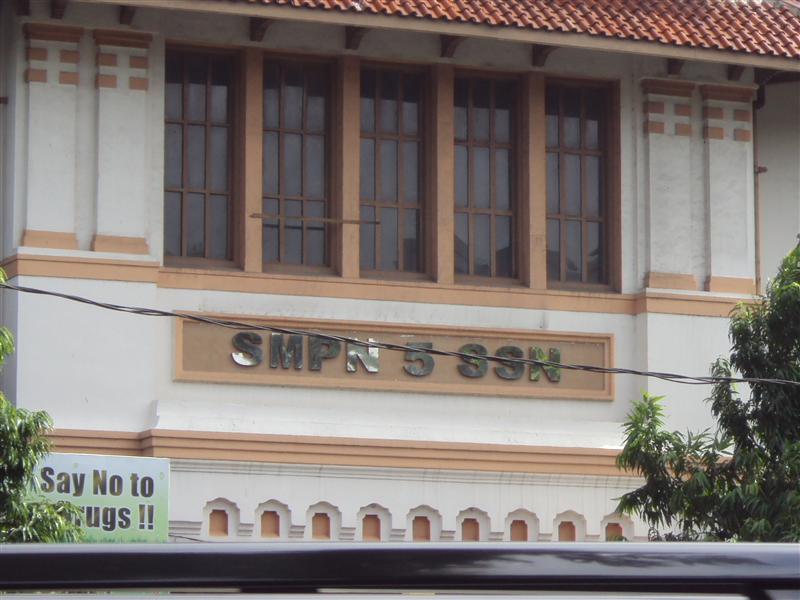 SMPN 5 SSN
Say No to
rugs !!